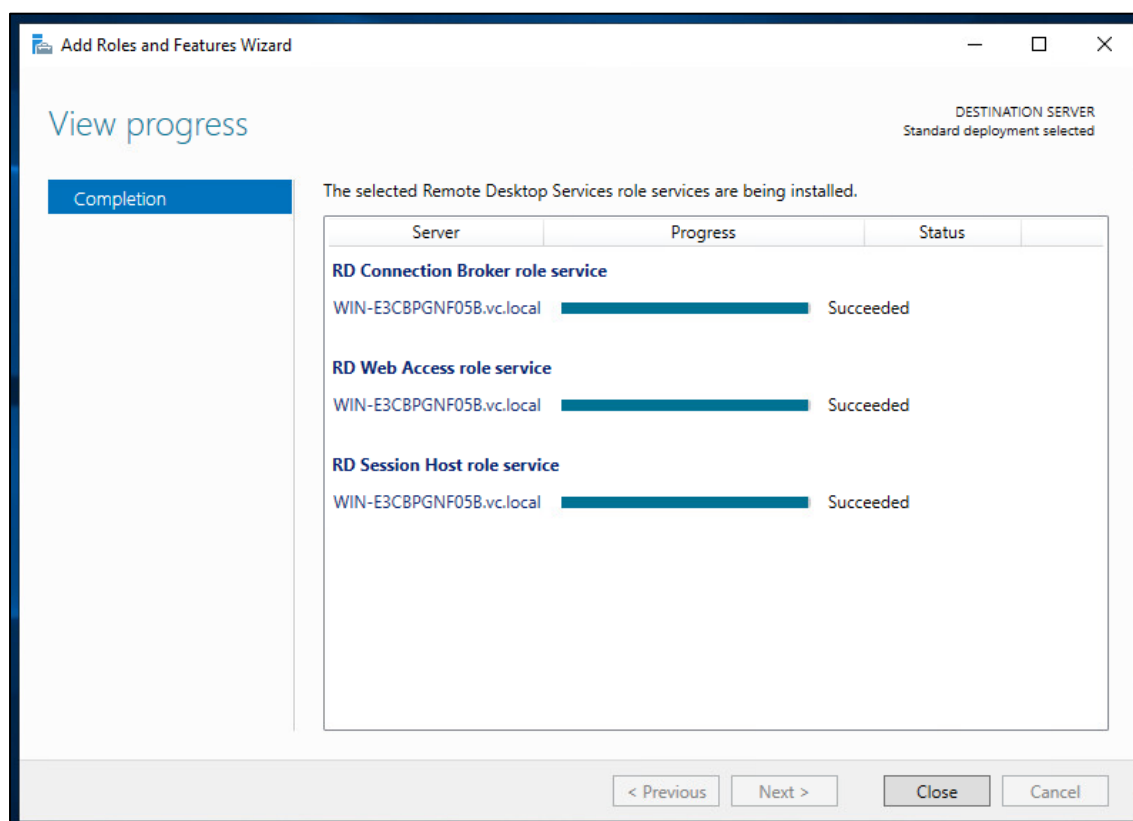 Add Roles and Features Wizard
View progress
DESTINATION SERVER
Standard deployment selected
Completion
The selected Remote Desktop Services role services are being installed.
Server Progress Status
RD Connection Broker role service
WIN-E3CBPGNF05B.vc.local Succeeded
RD Web Access role service
WIN-E3CBPGNF05B.vc.local Succeeded
RD Session Host role service
WIN-E3CBPGNF05B.vc.local Succeeded
< Previous Next > Close Cancel